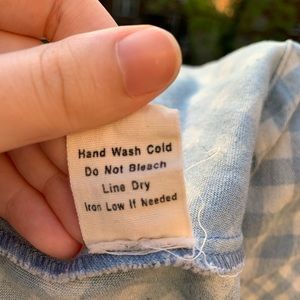 Hand Wash Cold
Do Not Bleach
Line Dry
Iron Low If Needed